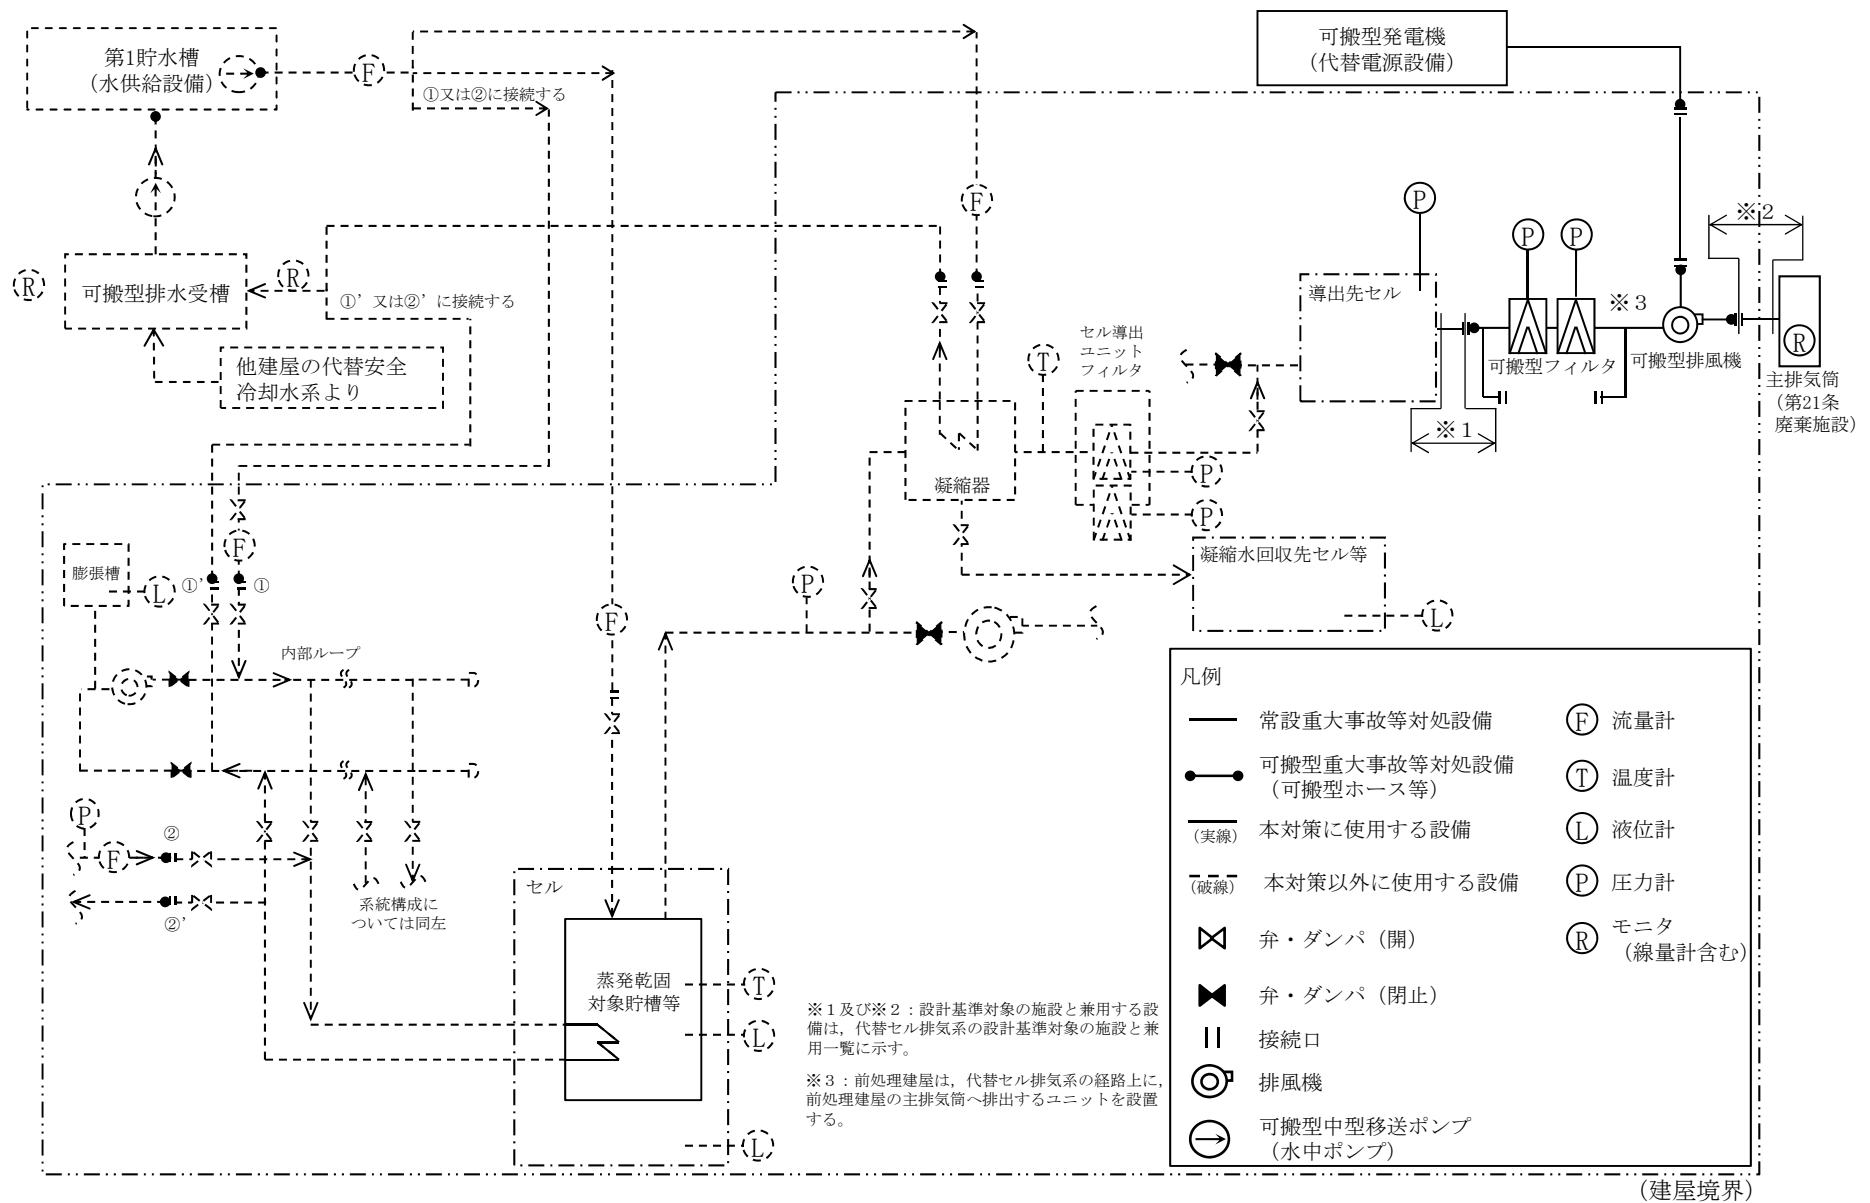 第1貯水槽
（水供給設備）
F
①又は②に接続する
可搬型発電機
（代替電源設備）
R
可搬型排水受槽
R
①’又は②’に接続する
他建屋の代替安全
冷却水系より
F
P
P
P
※２
※３
導出先セル
可搬型フィルタ
可搬型排風機
R
主排気筒
（第21条
廃棄施設）
※１
セル導出
ユニット
フィルタ
T
凝縮器
P
P
凝縮水回収先セル等
L
F
膨張槽
L
①’
①
内部ループ
P
F
P
F
②
②’
系統構成に
ついては同左
セル
蒸発乾固
対象貯槽等
T
L
L
※１及び※２：設計基準対象の施設と兼用する設
備は，代替セル排気系の設計基準対象の施設と兼
用一覧に示す。
※３：前処理建屋は，代替セル排気系の経路上に，
前処理建屋の主排気筒へ排出するユニットを設置
する。
凡例
常設重大事故等対処設備
可搬型重大事故等対処設備
（可搬型ホース等）
（実線）
本対策に使用する設備
（破線）
本対策以外に使用する設備
弁・ダンパ（開）
弁・ダンパ（閉止）
接続口
排風機
可搬型中型移送ポンプ
（水中ポンプ）
F 流量計
T 温度計
L 液位計
P 圧力計
R モニタ
（線量計含む）
（建屋境界）